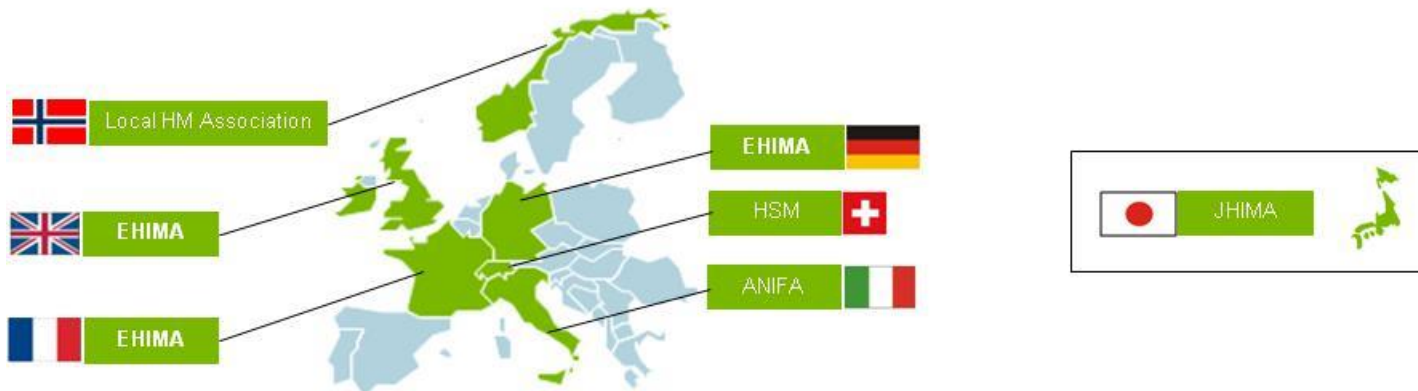 Local HM Association
EHIMA
EHIMA
EHIMA
HSM
ANIFA
JHIMA